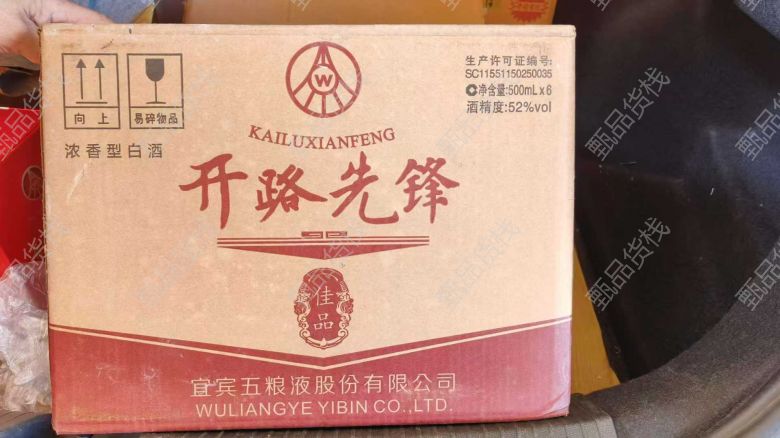 向上
易碎物品
浓香型白酒
W
KAILUXIANFENG
开路先锋
佳品
生产许可证编号:
SC11551150250035
净含量:500mL x 6
酒精度:52%vol
宜宾五粮液股份有限公司
WULIANGYE YIBIN CO.,LTD.
甄品货栈